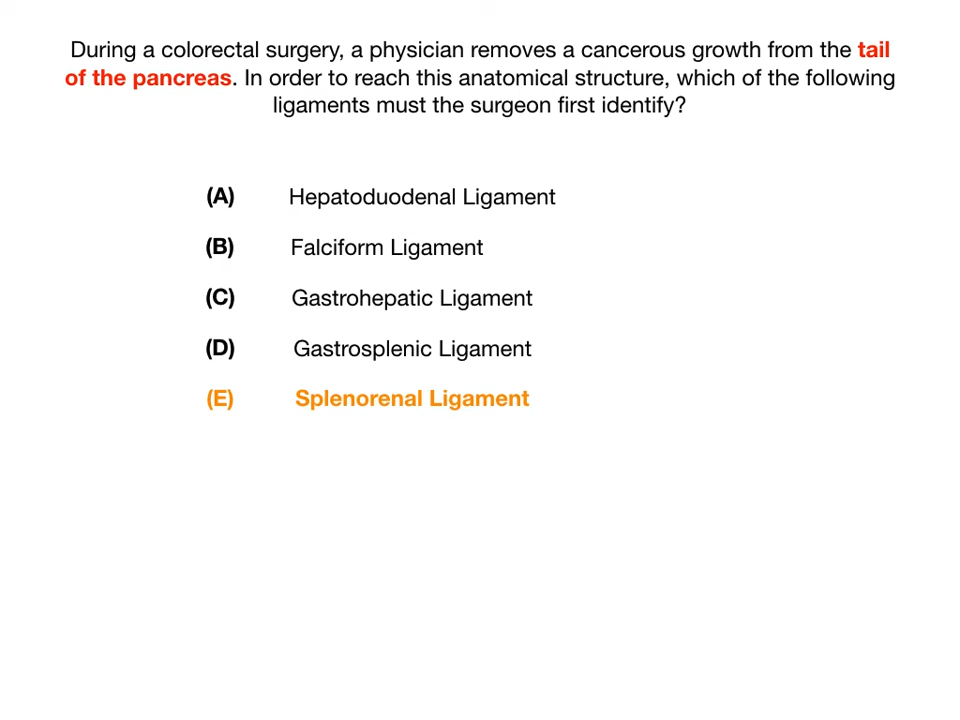 During a colorectal surgery, a physician removes a cancerous growth from the tail
of the pancreas. In order to reach this anatomical structure, which of the following
ligaments must the surgeon first identify?
(A) Hepatoduodenal Ligament
(B) Falciform Ligament
(C) Gastrohepatic Ligament
(D) Gastrosplenic Ligament
(E) Splenorenal Ligament